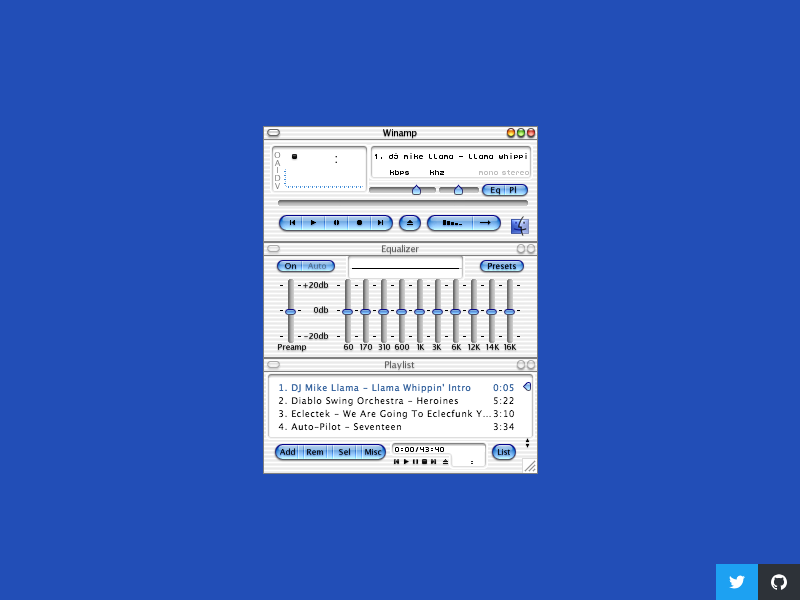 Winamp
O
A
I
D
V
1. dj mike llama - llama whippi
kbps khz mono stereo
Eq Pl
Equalizer
On Auto Presets
+20db
0db
-20db
Preamp 60 170 310 600 1K 3K 6K 12K 14K 16K
Playlist
1. DJ Mike Llama - Llama Whippin' Intro 0:05
2. Diablo Swing Orchestra - Heroines 5:22
3. Eclectek - We Are Going To Eclecfunk Y... 3:10
4. Auto-Pilot - Seventeen 3:34
Add Rem Sel Misc 0:00/43:40 List